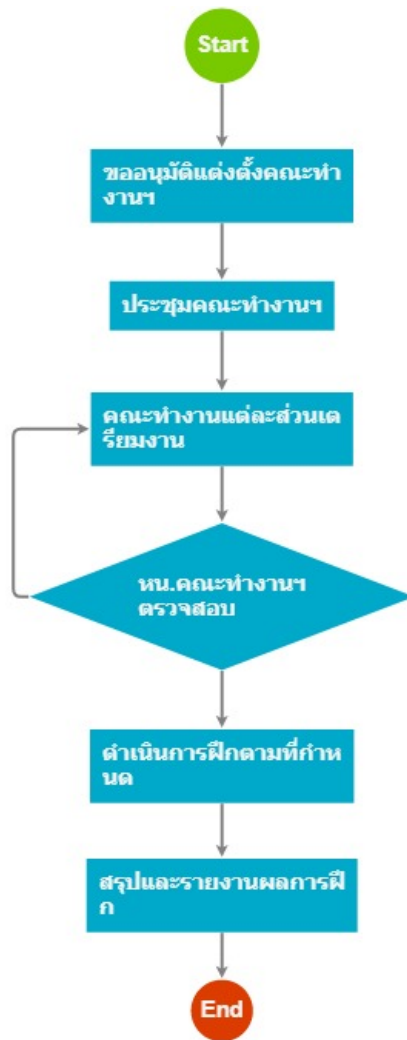 Start
ขออนุมัติแต่งตั้งคณะทำ
งานฯ
ประชุมคณะทำงานฯ
คณะทำงานแต่ละส่วนเต
รียมงาน
หน.คณะทำงานฯ
ตรวจสอบ
ดำเนินการฝึกตามที่กำห
นด
สรุปและรายงานผลการฝึ
ก
End